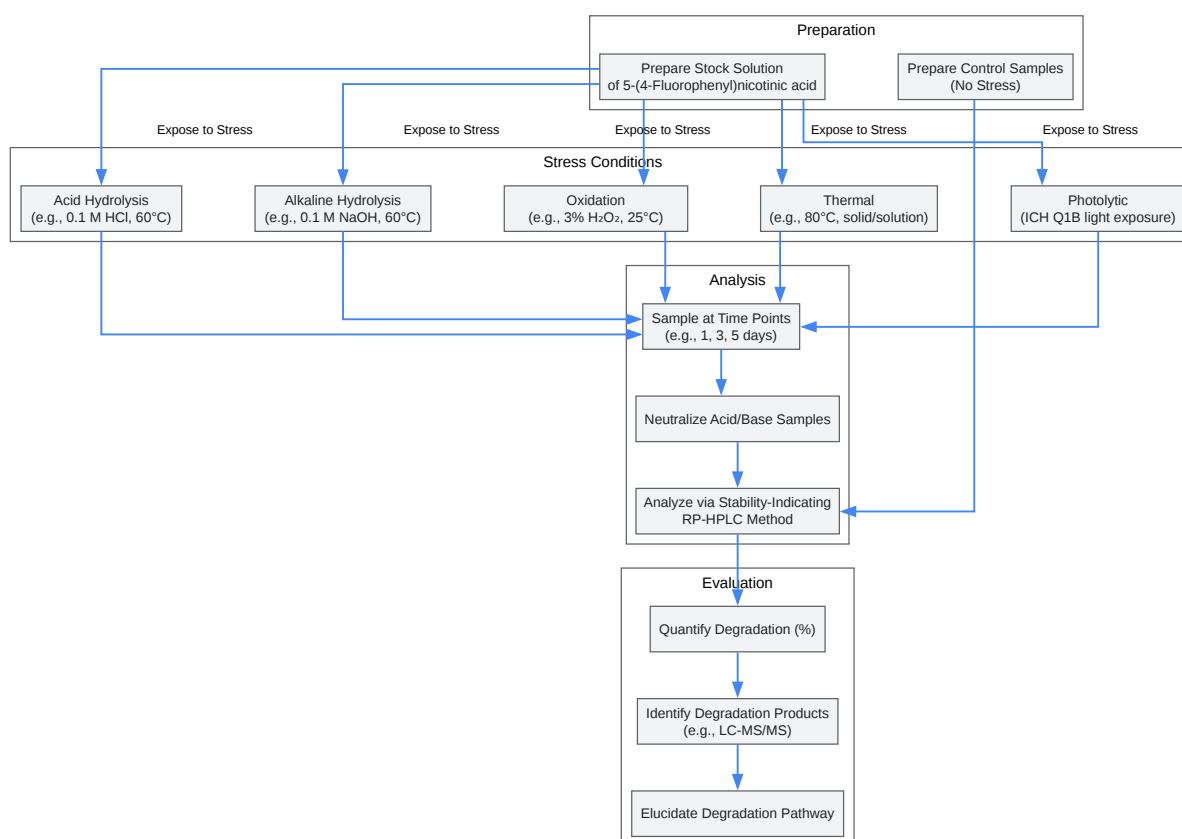 Preparation
Prepare Stock Solution
of 5-(4-Fluorophenyl)nicotinic acid
Prepare Control Samples
(No Stress)
Expose to Stress
Expose to Stress
Expose to Stress
Expose to Stress
Expose to Stress
Stress Conditions
Acid Hydrolysis
(e.g., 0.1 M HCl, 60°C)
Alkaline Hydrolysis
(e.g., 0.1 M NaOH, 60°C)
Oxidation
(e.g., 3% H₂O₂, 25°C)
Thermal
(e.g., 80°C, solid/solution)
Photolytic
(ICH Q1B light exposure)
Analysis
Sample at Time Points
(e.g., 1, 3, 5 days)
Neutralize Acid/Base Samples
Analyze via Stability-Indicating
RP-HPLC Method
Evaluation
Quantify Degradation (%)
Identify Degradation Products
(e.g., LC-MS/MS)
Elucidate Degradation Pathway